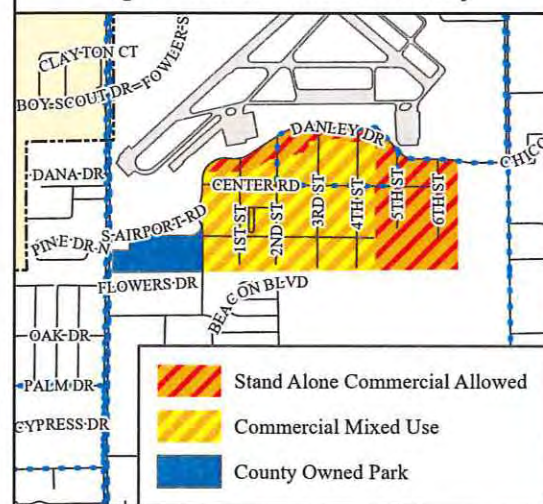 CLAYTON CT
BOY SCOUT DR
FOWLER S
DANLEY DR
CHICO
DANA DR
CENTER RD
1ST ST
2ND ST
3RD ST
4TH ST
5TH ST
6TH ST
S AIRPORT RD
PINE DR N
FLOWERS DR
BEACON BLVD
OAK DR
PALM DR
CYPRESS DR
Stand Alone Commercial Allowed
Commercial Mixed Use
County Owned Park